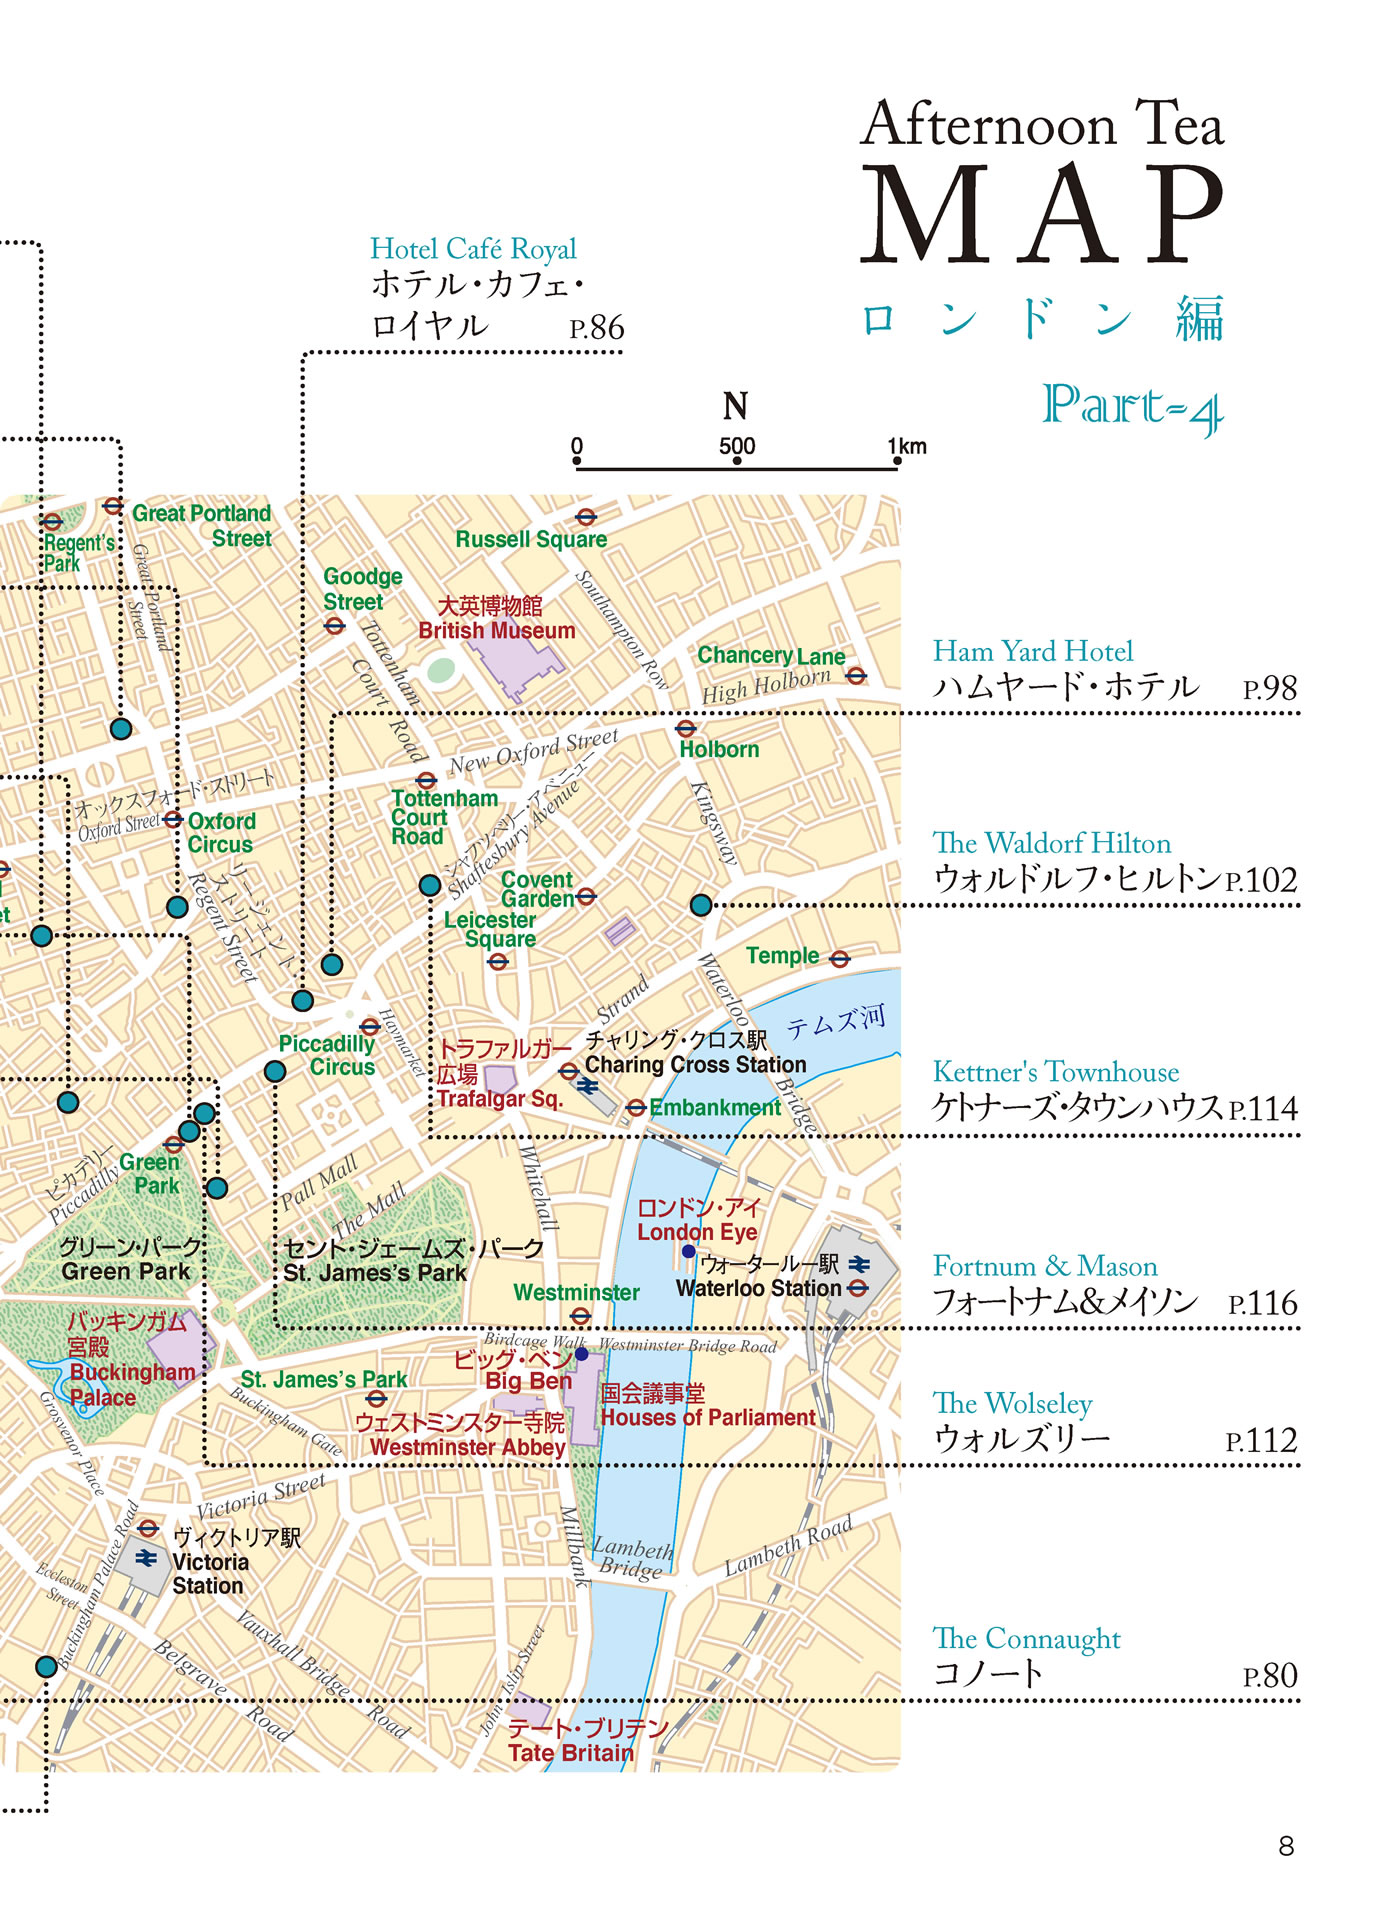 Afternoon Tea
MAP
ロンドン編
Part-4
Hotel Café Royal
ホテル・カフェ・
ロイヤル P.86
N
0 500 1km
Great Portland
Street
Regent's
Park
Great Portland
Street
Russell Square
Goodge
Street
大英博物館
British Museum
Southampton Row
Tottenham
Court Road
Chancery Lane
High Holborn
Holborn
New Oxford Street
Kingsway
Tottenham
Court
Road
オックスフォード・ストリート
Oxford Street
Oxford
Circus
シャフツベリー・アベニュー
Shaftesbury Avenue
リージェント・
ストリート
Regent Street
Covent
Garden
Leicester
Square
Temple
Strand
Waterloo
Bridge
テムズ河
Piccadilly
Circus
Haymarket
トラファルガー
広場
Trafalgar Sq.
チャリング・クロス駅
Charing Cross Station
Embankment
ピカデリー
Piccadilly
Green
Park
Pall Mall
The Mall
Whitehall
グリーン・パーク
Green Park
セント・ジェームズ・パーク
St. James's Park
ロンドン・アイ
London Eye
ウォータールー駅
Waterloo Station
Westminster
Birdcage Walk
Westminster Bridge Road
バッキンガム
宮殿
Buckingham
Palace
ビッグ・ベン
Big Ben
St. James's Park
国会議事堂
Houses of Parliament
ウェストミンスター寺院
Westminster Abbey
Buckingham Gate
Grosvenor Place
Victoria Street
ヴィクトリア駅
Victoria
Station
Buckingham Palace Road
Eccleston
Street
Millbank
Lambeth
Bridge
Lambeth Road
Vauxhall Bridge Road
Belgrave Road
John Islip Street
テート・ブリテン
Tate Britain
Ham Yard Hotel
ハムヤード・ホテル P.98
The Waldorf Hilton
ウォルドルフ・ヒルトン P.102
Kettner's Townhouse
ケトナーズ・タウンハウス P.114
Fortnum & Mason
フォートナム&メイソン P.116
The Wolseley
ウォルズリー P.112
The Connaught
コノート P.80
8